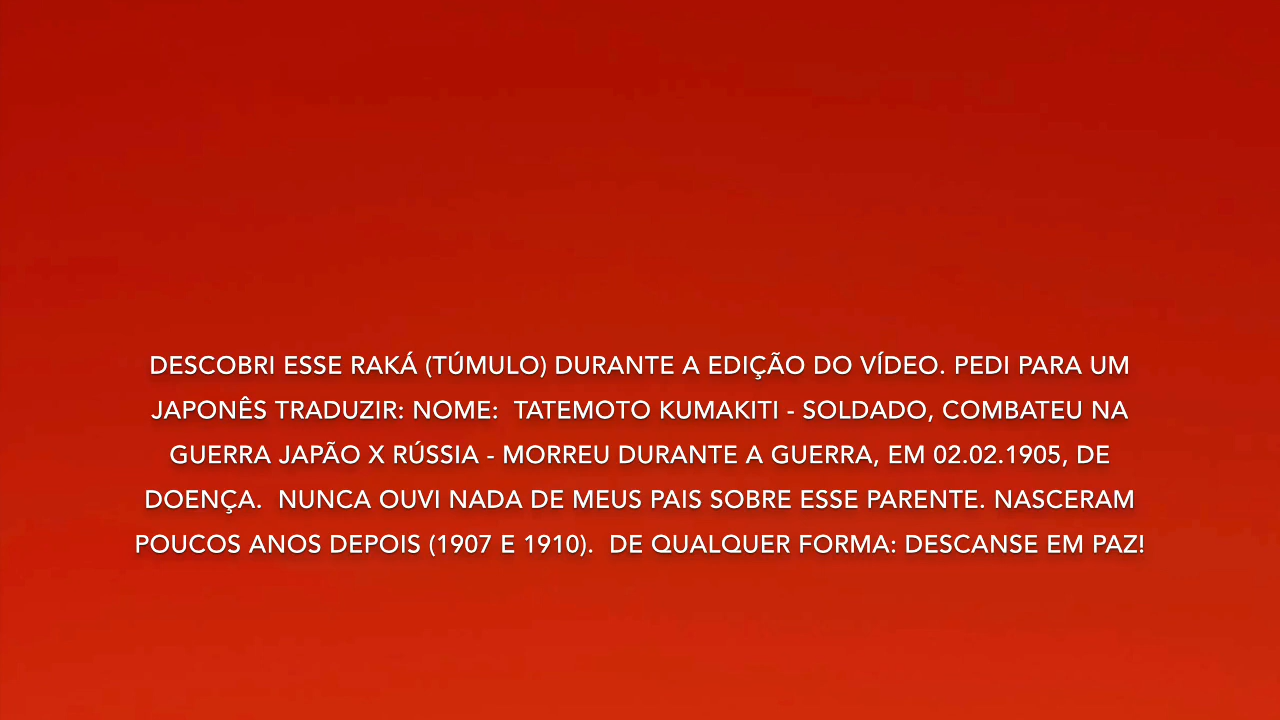 DESCOBRI ESSE RAKÁ (TÚMULO) DURANTE A EDIÇÃO DO VÍDEO. PEDI PARA UM
JAPONÊS TRADUZIR: NOME:  TATEMOTO KUMAKITI - SOLDADO, COMBATEU NA
GUERRA JAPÃO X RÚSSIA - MORREU DURANTE A GUERRA, EM 02.02.1905, DE
DOENÇA.  NUNCA OUVI NADA DE MEUS PAIS SOBRE ESSE PARENTE. NASCERAM
POUCOS ANOS DEPOIS (1907 E 1910).  DE QUALQUER FORMA: DESCANSE EM PAZ!